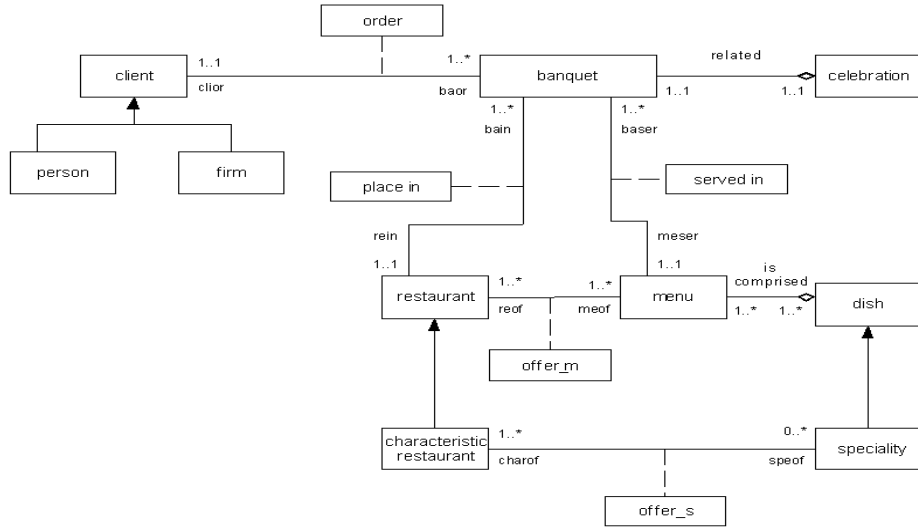 order
client
1..1
clior
1..*
baor
banquet
related
1..1
1..1
celebration
1..*
bain
1..*
baser
person
firm
place in
served in
rein
1..1
meser
1..1
restaurant
1..*
reof
1..*
meof
menu
is
comprised
1..*
1..*
dish
offer_m
characteristic
restaurant
1..*
charof
0..*
speof
speciality
offer_s